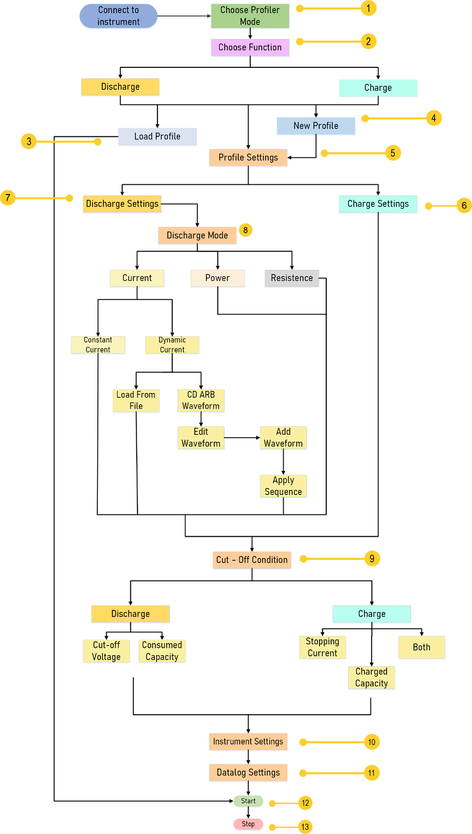 Connect to
instrument
Choose Profiler
Mode
1
Choose Function
2
Discharge
Charge
3
Load Profile
New Profile
4
Profile Settings
5
7
Discharge Settings
Charge Settings
6
Discharge Mode
8
Current
Power
Resistence
Constant
Current
Dynamic
Current
Load From
File
CD ARB
Waveform
Edit
Waveform
Add
Waveform
Apply
Sequence
Cut – Off Condition
9
Discharge
Charge
Cut-off
Voltage
Consumed
Capacity
Stopping
Current
Both
Charged
Capacity
Instrument Settings
10
Datalog Settings
11
Start
12
Stop
13